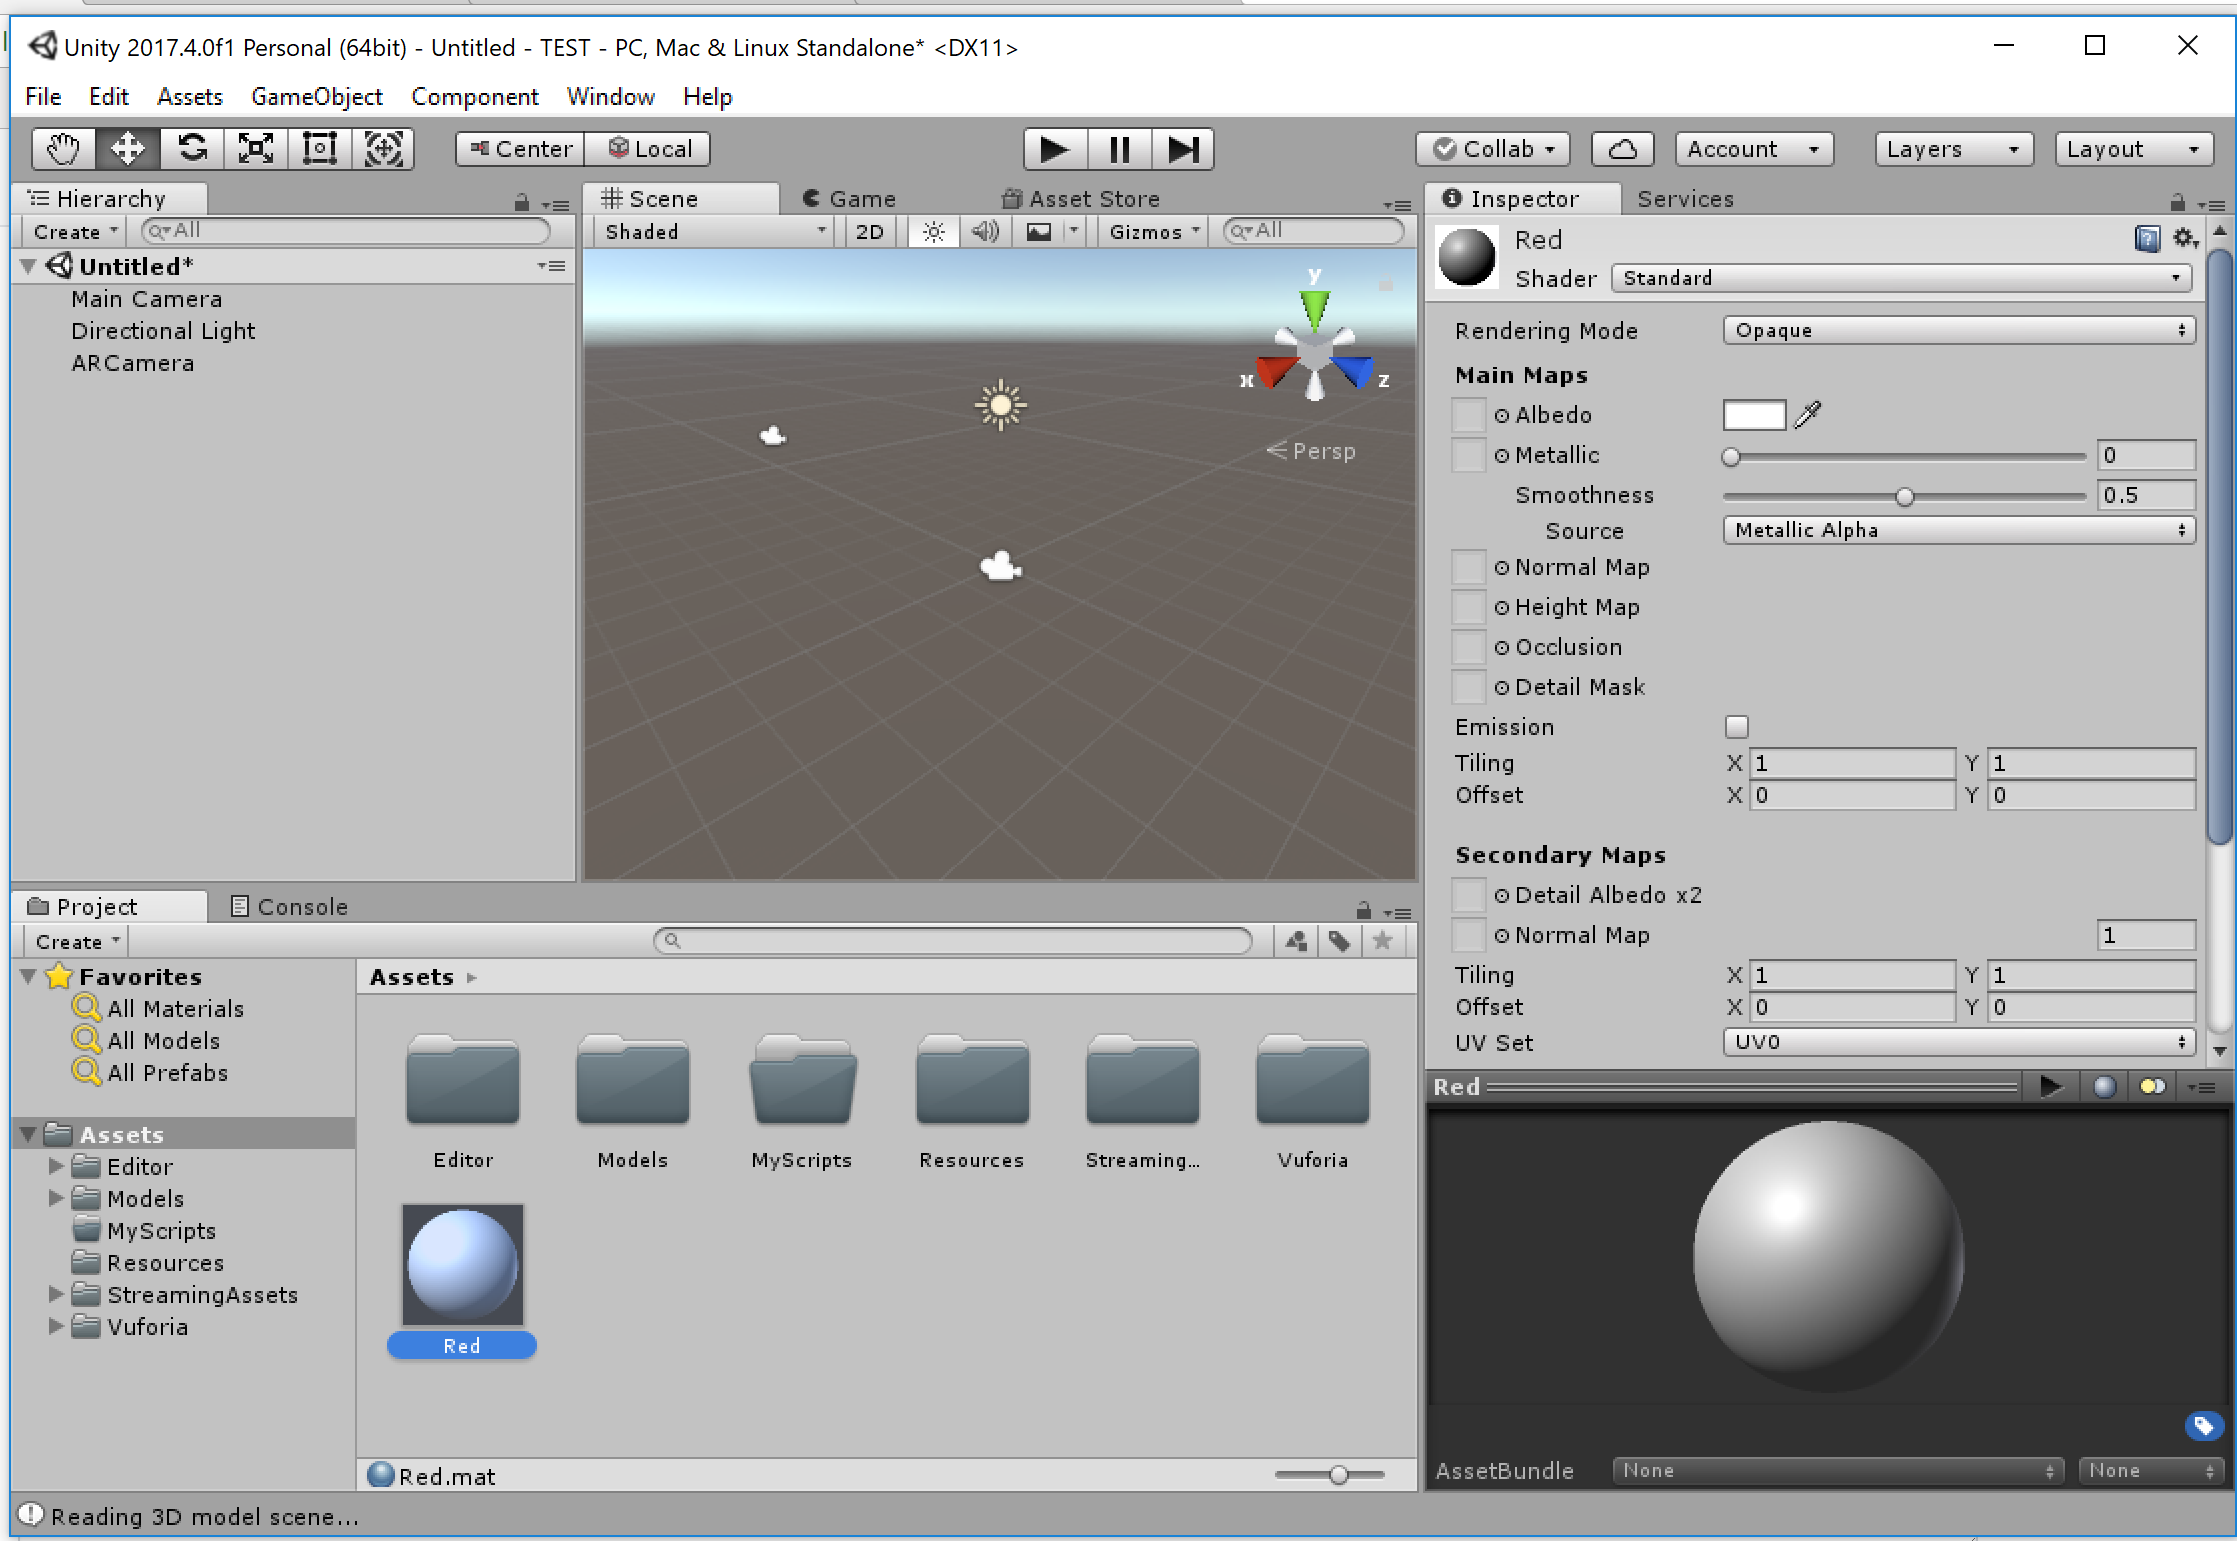 Unity 2017.4.0f1 Personal (64bit) - Untitled - TEST - PC, Mac & Linux Standalone* <DX11>
File Edit Assets GameObject Component Window Help
Center Local Collab Account Layers Layout
Hierarchy
Create All
Untitled*
Main Camera
Directional Light
ARCamera
Scene Game Asset Store
Shaded 2D Gizmos All
y
x z
Persp
Inspector Services
Red
Shader Standard
Rendering Mode Opaque
Main Maps
Albedo
Metallic 0
Smoothness 0.5
Source Metallic Alpha
Normal Map
Height Map
Occlusion
Detail Mask
Emission
Tiling X 1 Y 1
Offset X 0 Y 0
Secondary Maps
Detail Albedo x2
Normal Map 1
Tiling X 1 Y 1
Offset X 0 Y 0
UV Set UV0
Red
AssetBundle None None
Project Console
Create
Favorites
All Materials
All Models
All Prefabs
Assets
Editor
Models
MyScripts
Resources
StreamingAssets
Vuforia
Assets
Editor Models MyScripts Resources Streaming... Vuforia
Red
Red.mat
Reading 3D model scene...